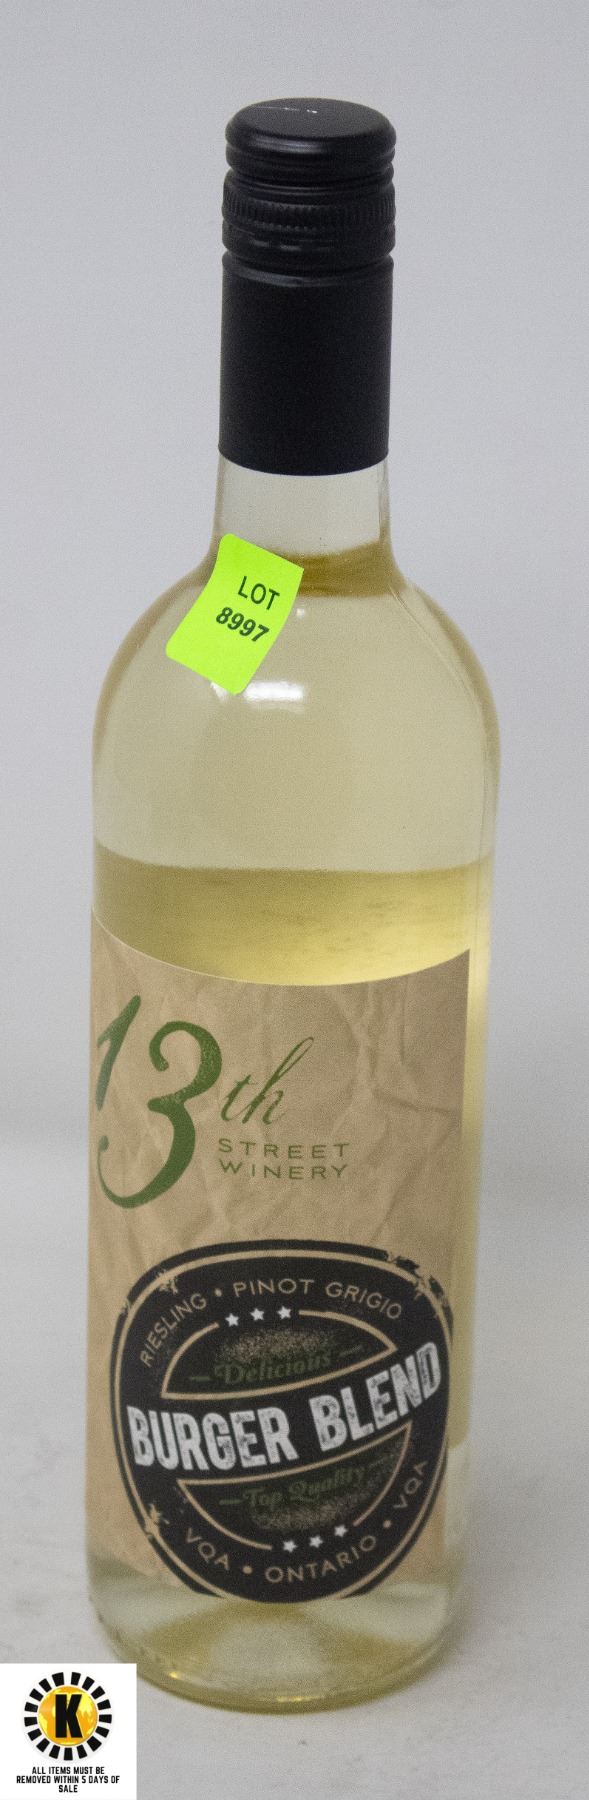 LOT
8997
13th
STREET
WINERY
RIESLING • PINOT GRIGIO
Delicious
BURGER BLEND
Top Quality
VQA • ONTARIO • VQA
K
ALL ITEMS MUST BE
REMOVED WITHIN 5 DAYS OF
SALE